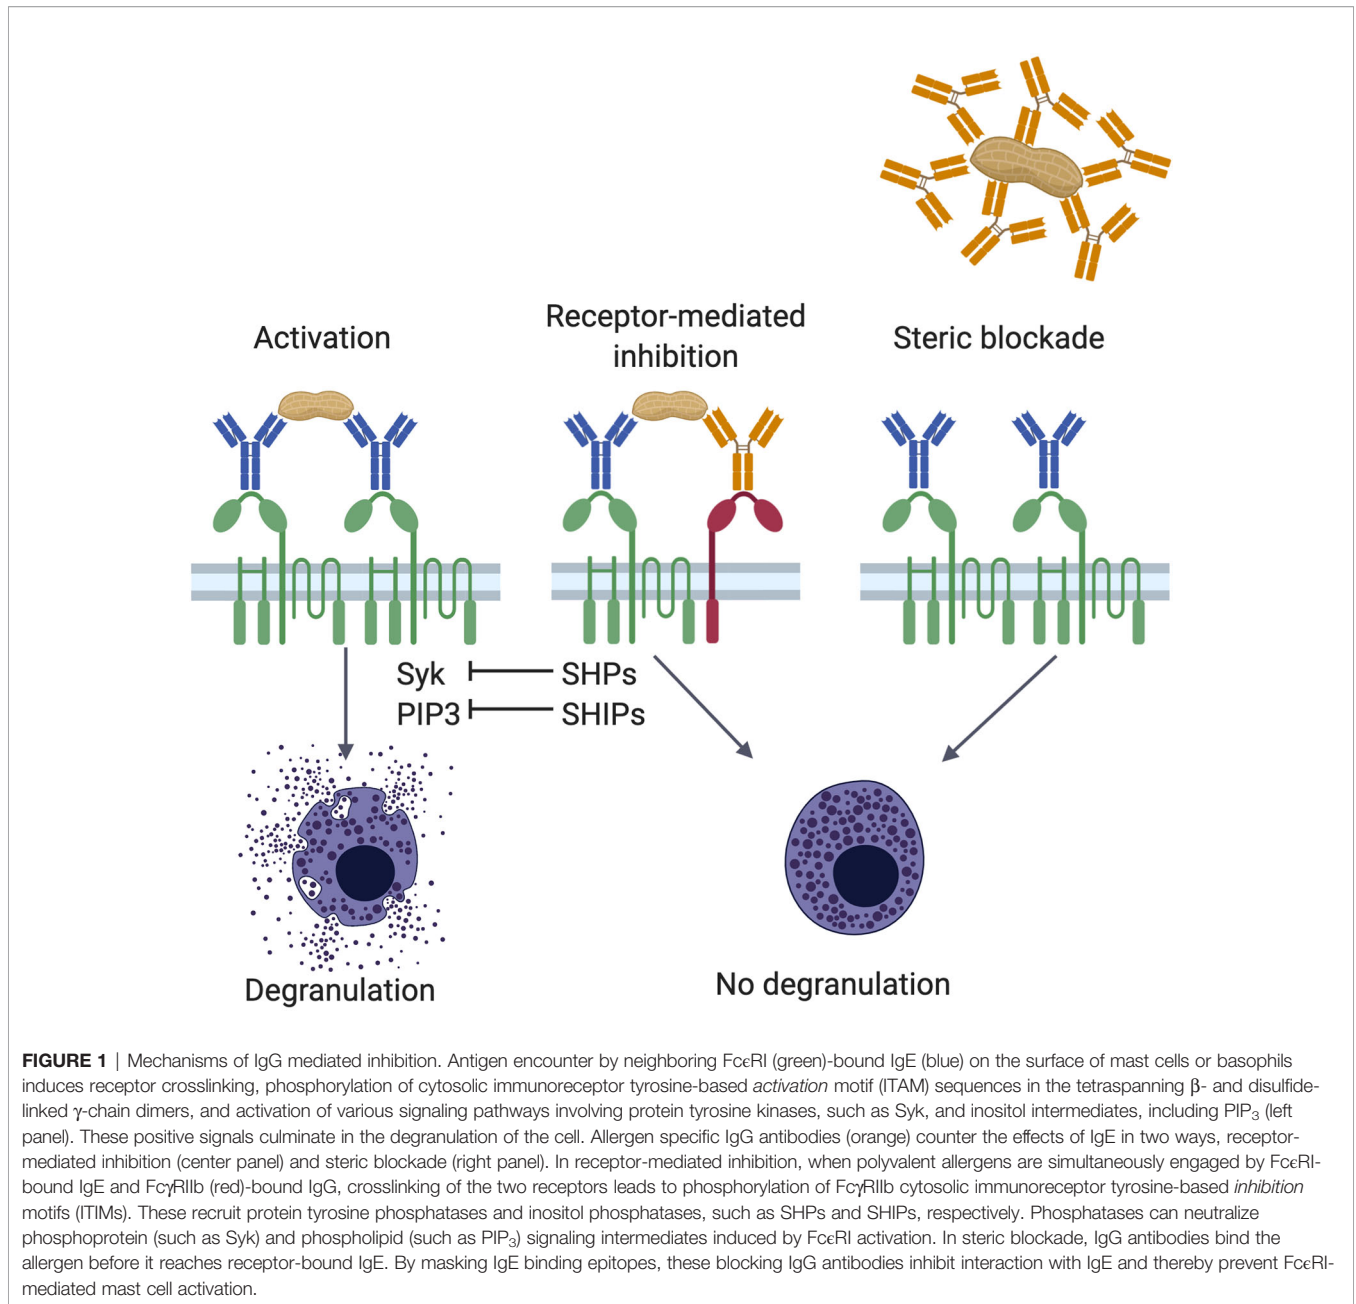 Activation
Receptor-mediated
inhibition
Steric blockade
Syk
SHPs
PIP3
SHIPs
Degranulation
No degranulation
FIGURE 1 | Mechanisms of IgG mediated inhibition. Antigen encounter by neighboring FcϵRI (green)-bound IgE (blue) on the surface of mast cells or basophils
induces receptor crosslinking, phosphorylation of cytosolic immunoreceptor tyrosine-based activation motif (ITAM) sequences in the tetraspanning β- and disulfide-
linked γ-chain dimers, and activation of various signaling pathways involving protein tyrosine kinases, such as Syk, and inositol intermediates, including PIP₃ (left
panel). These positive signals culminate in the degranulation of the cell. Allergen specific IgG antibodies (orange) counter the effects of IgE in two ways, receptor-
mediated inhibition (center panel) and steric blockade (right panel). In receptor-mediated inhibition, when polyvalent allergens are simultaneously engaged by FcϵRI-
bound IgE and FcγRIIb (red)-bound IgG, crosslinking of the two receptors leads to phosphorylation of FcγRIIb cytosolic immunoreceptor tyrosine-based inhibition
motifs (ITIMs). These recruit protein tyrosine phosphatases and inositol phosphatases, such as SHPs and SHIPs, respectively. Phosphatases can neutralize
phosphoprotein (such as Syk) and phospholipid (such as PIP₃) signaling intermediates induced by FcϵRI activation. In steric blockade, IgG antibodies bind the
allergen before it reaches receptor-bound IgE. By masking IgE binding epitopes, these blocking IgG antibodies inhibit interaction with IgE and thereby prevent FcϵRI-
mediated mast cell activation.